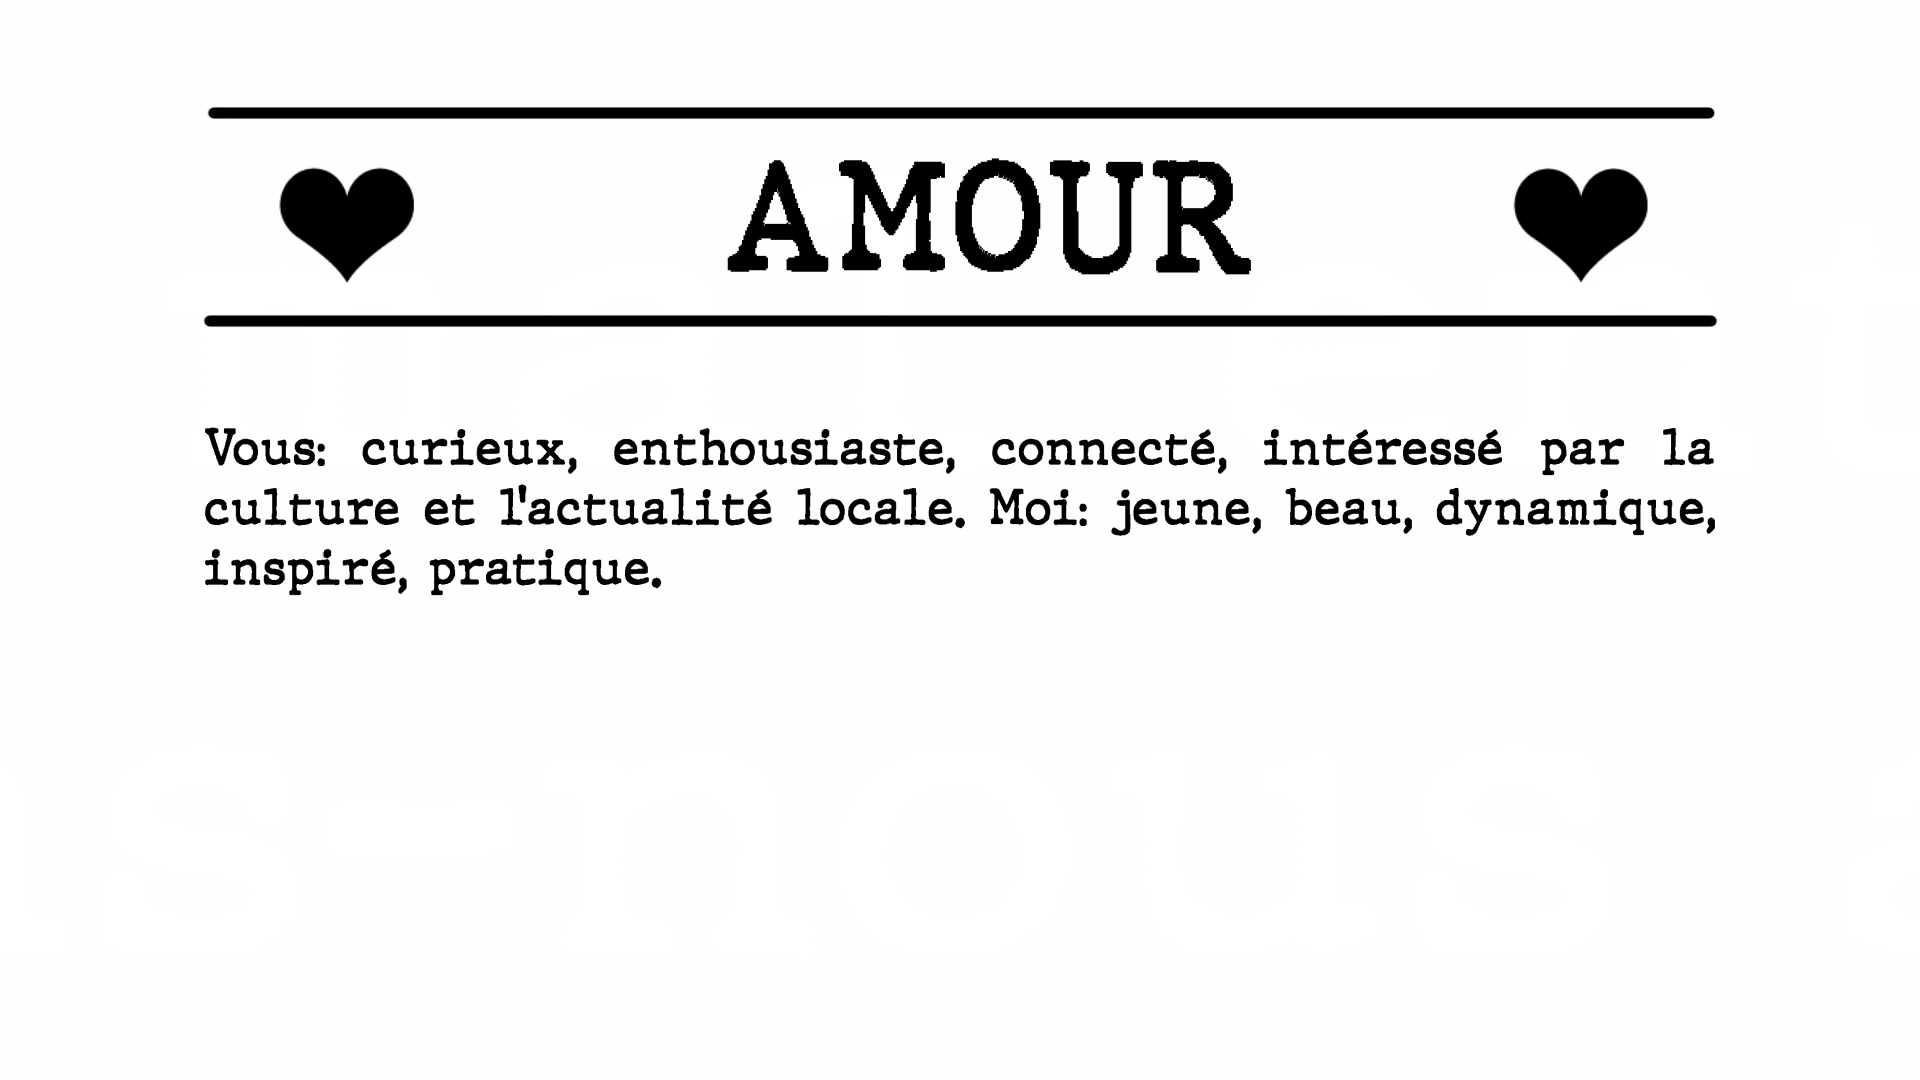 AMOUR
Vous: curieux, enthousiaste, connecté, intéressé par la
culture et l'actualité locale. Moi: jeune, beau, dynamique,
inspiré, pratique.